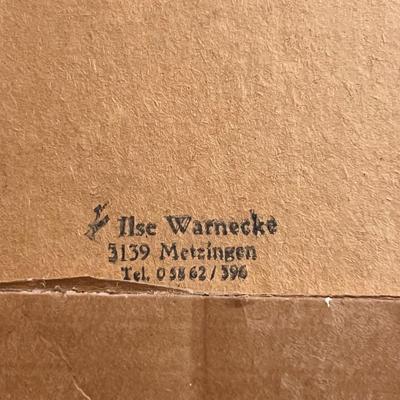 Ilse Warnecke
3139 Metzingen
Tel. 0 58 62 / 396